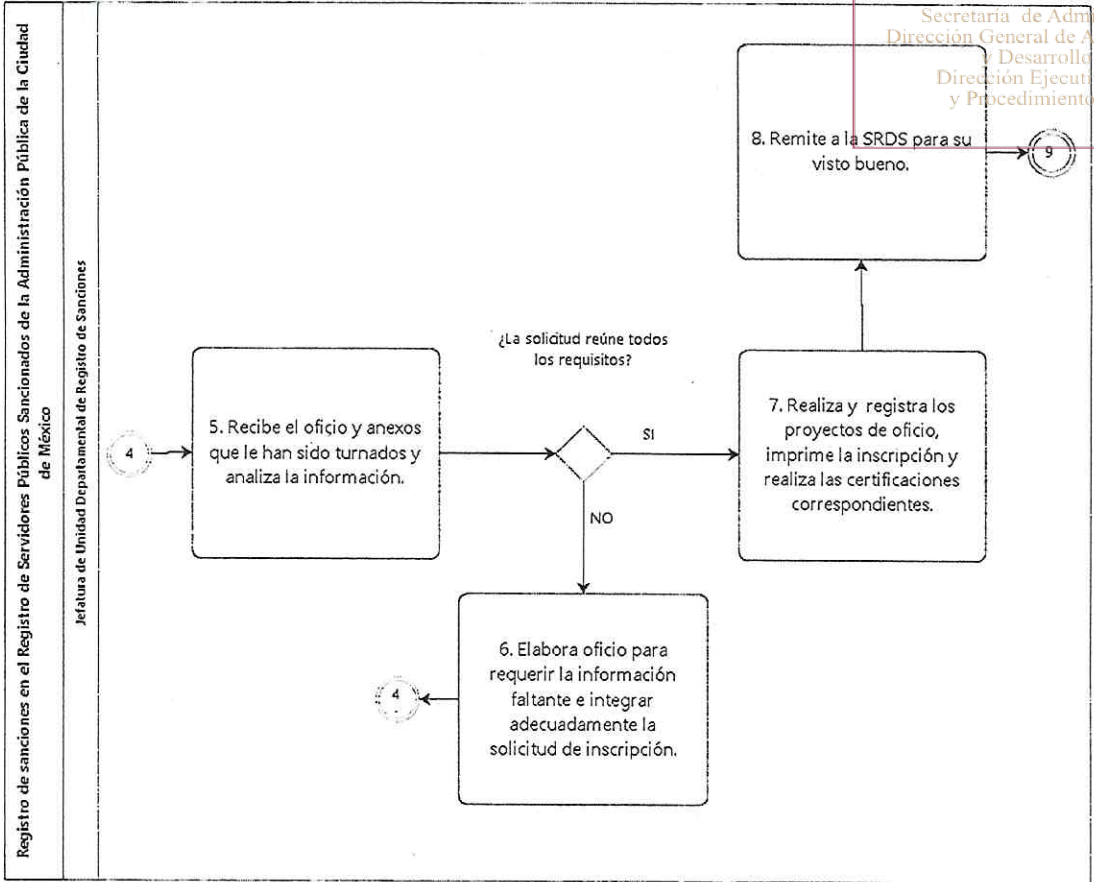 Registro de sanciones en el Registro de Servidores Públicos Sancionados de la Administración Pública de la Ciudad
de México
Jefatura de Unidad Departamental de Registro de Sanciones
Secretaría de Admi
Dirección General de A
y Desarrollo
Dirección Ejecuti
y Procedimiento
8. Remite a la SRDS para su
visto bueno.
9
¿La solicitud reúne todos
los requisitos?
4
5. Recibe el oficio y anexos
que le han sido turnados y
analiza la información.
SI
7. Realiza y registra los
proyectos de oficio,
imprime la inscripción y
realiza las certificaciones
correspondientes.
NO
6. Elabora oficio para
requerir la información
faltante e integrar
adecuadamente la
solicitud de inscripción.
4